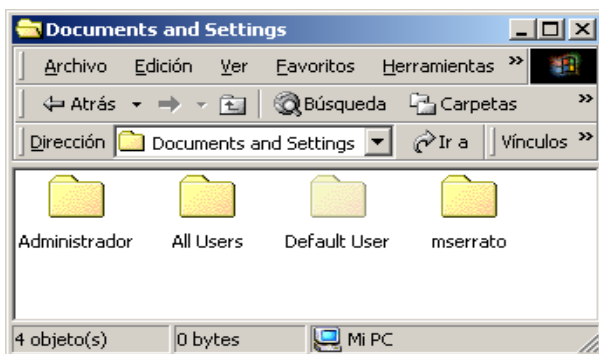 Documents and Settings
Archivo Edición Ver Favoritos Herramientas »
Atrás Búsqueda Carpetas »
Dirección Documents and Settings Ir a Vínculos »
Administrador All Users Default User mserrato
4 objeto(s) 0 bytes Mi PC